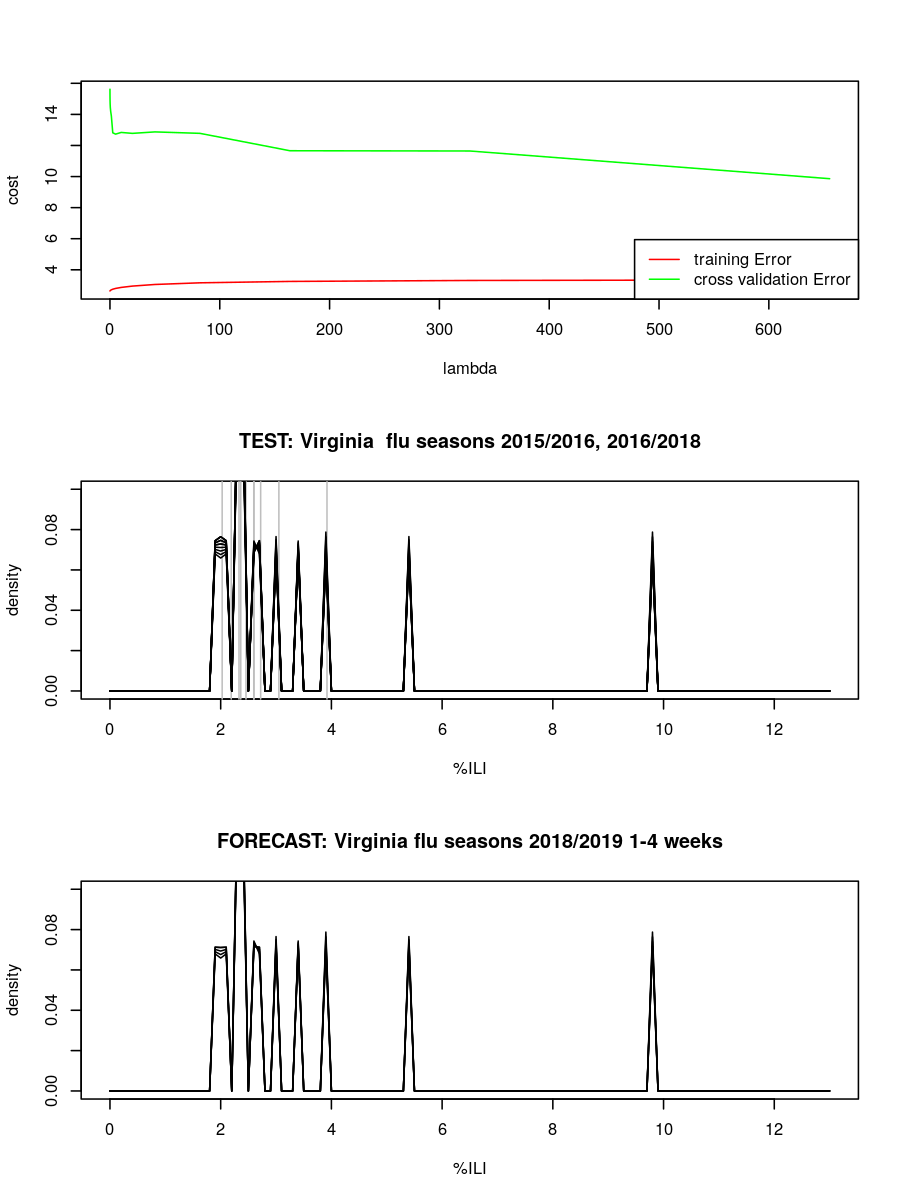 cost
14
10
8
6
4
training Error
cross validation Error
0 100 200 300 400 500 600
lambda
TEST: Virginia  flu seasons 2015/2016, 2016/2018
density
0.08
0.04
0.00
0 2 4 6 8 10 12
%ILI
FORECAST: Virginia flu seasons 2018/2019 1-4 weeks
density
0.08
0.04
0.00
0 2 4 6 8 10 12
%ILI